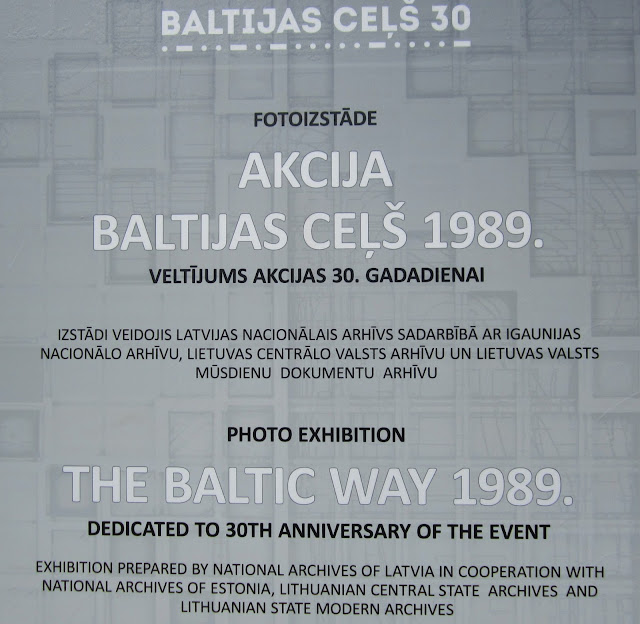 BALTIJAS CEĻŠ 30
FOTOIZSTĀDE
AKCIJA
BALTIJAS CEĻŠ 1989.
VELTĪJUMS AKCIJAS 30. GADADIENAI
IZSTĀDI VEIDOJIS LATVIJAS NACIONĀLAIS ARHĪVS SADARBĪBĀ AR IGAUNIJAS
NACIONĀLO ARHĪVU, LIETUVAS CENTRĀLO VALSTS ARHĪVU UN LIETUVAS VALSTS
MŪSDIENU DOKUMENTU ARHĪVU
PHOTO EXHIBITION
THE BALTIC WAY 1989.
DEDICATED TO 30TH ANNIVERSARY OF THE EVENT
EXHIBITION PREPARED BY NATIONAL ARCHIVES OF LATVIA IN COOPERATION WITH
NATIONAL ARCHIVES OF ESTONIA, LITHUANIAN CENTRAL STATE ARCHIVES AND
LITHUANIAN STATE MODERN ARCHIVES